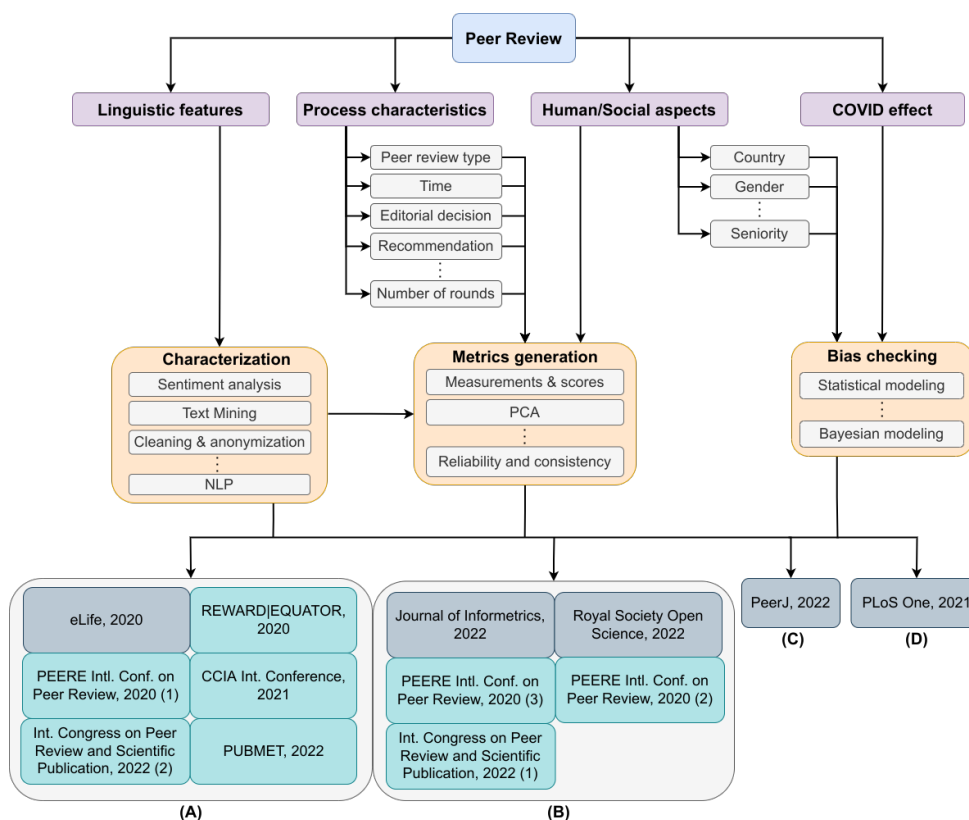 Peer Review
Linguistic features
Process characteristics
Human/Social aspects
COVID effect
Peer review type
Time
Editorial decision
Recommendation
Number of rounds
Country
Gender
Seniority
Characterization
Sentiment analysis
Text Mining
Cleaning & anonymization
NLP
Metrics generation
Measurements & scores
PCA
Reliability and consistency
Bias checking
Statistical modeling
Bayesian modeling
eLife, 2020
REWARD|EQUATOR,
2020
PEERE Intl. Conf. on
Peer Review, 2020 (1)
CCIA Int. Conference,
2021
Int. Congress on Peer
Review and Scientific
Publication, 2022 (2)
PUBMET, 2022
(A)
Journal of Informetrics,
2022
Royal Society Open
Science, 2022
PEERE Intl. Conf. on
Peer Review, 2020 (3)
PEERE Intl. Conf. on
Peer Review, 2020 (2)
Int. Congress on Peer
Review and Scientific
Publication, 2022 (1)
(B)
PeerJ, 2022
(C)
PLoS One, 2021
(D)